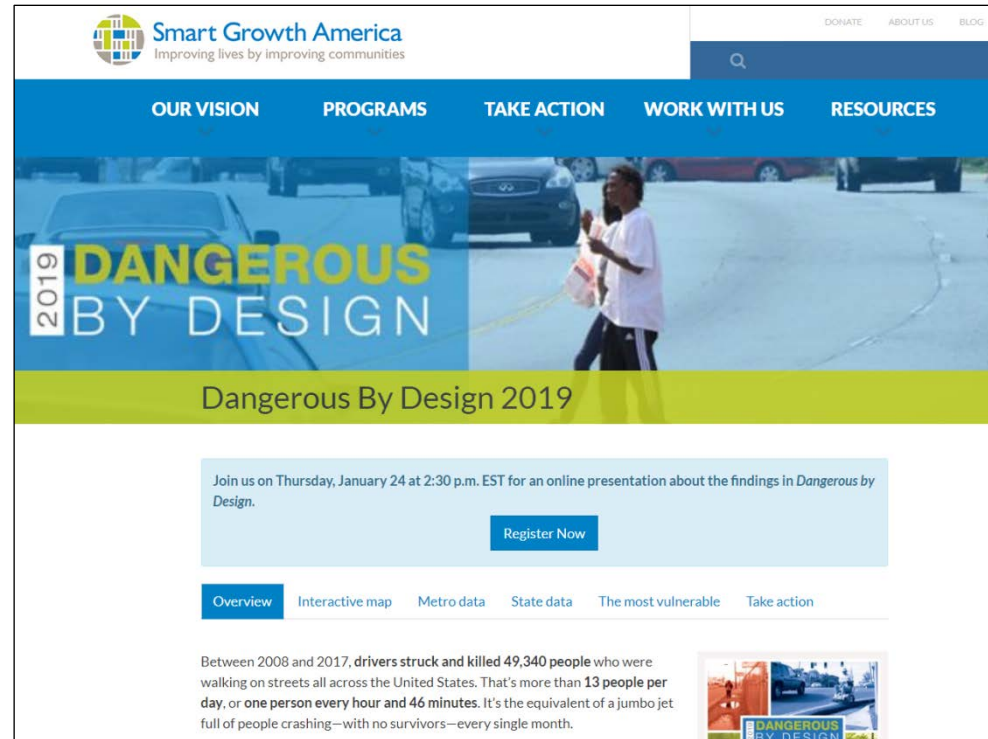 Smart Growth America
Improving lives by improving communities
DONATE ABOUT US BLOG
OUR VISION PROGRAMS TAKE ACTION WORK WITH US RESOURCES
2019 DANGEROUS
BY DESIGN
Dangerous By Design 2019
Join us on Thursday, January 24 at 2:30 p.m. EST for an online presentation about the findings in Dangerous by
Design.
Register Now
Overview Interactive map Metro data State data The most vulnerable Take action
Between 2008 and 2017, drivers struck and killed 49,340 people who were
walking on streets all across the United States. That's more than 13 people per
day, or one person every hour and 46 minutes. It's the equivalent of a jumbo jet
full of people crashing—with no survivors—every single month.
2019 DANGEROUS
BY DESIGN